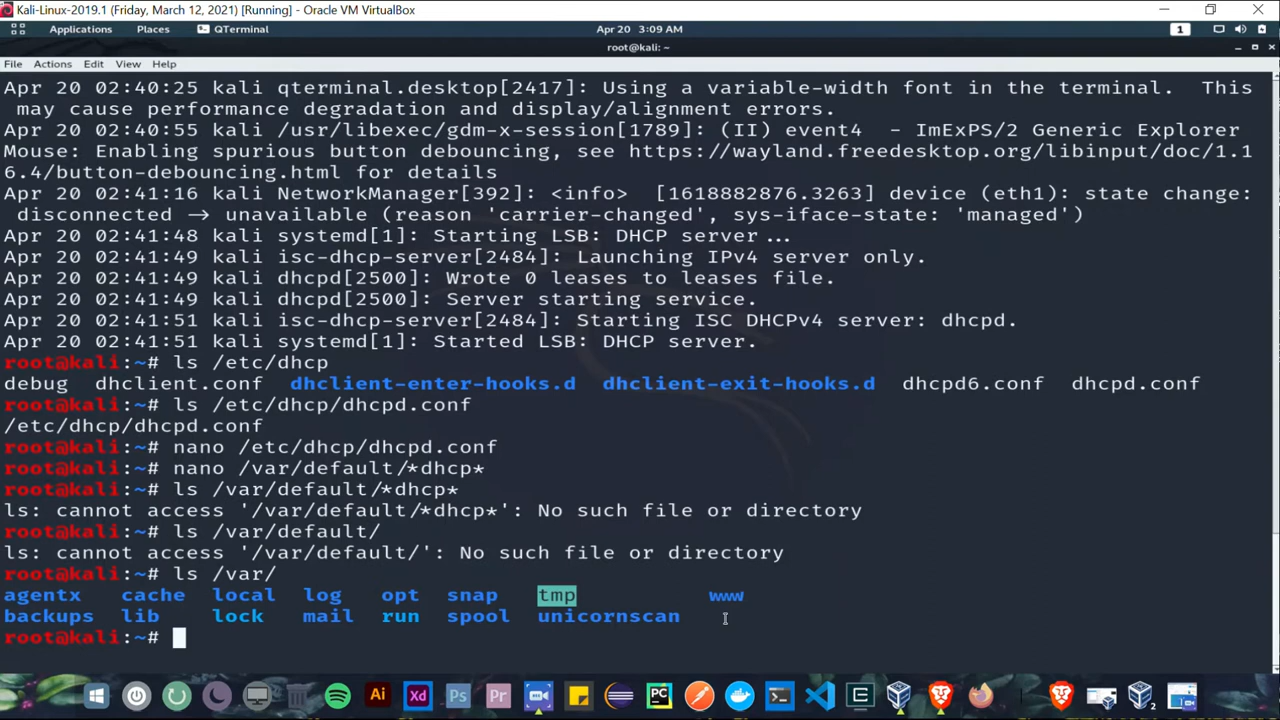 Kali-Linux-2019.1 (Friday, March 12, 2021) [Running] - Oracle VM VirtualBox
Applications Places QTerminal Apr 20 3:09 AM 1
root@kali: ~
File Actions Edit View Help
Apr 20 02:40:25 kali qterminal.desktop[2417]: Using a variable-width font in the terminal. This
may cause performance degradation and display/alignment errors.
Apr 20 02:40:55 kali /usr/libexec/gdm-x-session[1789]: (II) event4 - ImExPS/2 Generic Explorer
Mouse: Enabling spurious button debouncing, see https://wayland.freedesktop.org/libinput/doc/1.1
6.4/button-debouncing.html for details
Apr 20 02:41:16 kali NetworkManager[392]: <info> [1618882876.3263] device (eth1): state change:
disconnected → unavailable (reason 'carrier-changed', sys-iface-state: 'managed')
Apr 20 02:41:48 kali systemd[1]: Starting LSB: DHCP server...
Apr 20 02:41:49 kali isc-dhcp-server[2484]: Launching IPv4 server only.
Apr 20 02:41:49 kali dhcpd[2500]: Wrote 0 leases to leases file.
Apr 20 02:41:49 kali dhcpd[2500]: Server starting service.
Apr 20 02:41:51 kali isc-dhcp-server[2484]: Starting ISC DHCPv4 server: dhcpd.
Apr 20 02:41:51 kali systemd[1]: Started LSB: DHCP server.
root@kali:~# ls /etc/dhcp
debug dhclient.conf dhclient-enter-hooks.d dhclient-exit-hooks.d dhcpd6.conf dhcpd.conf
root@kali:~# ls /etc/dhcp/dhcpd.conf
/etc/dhcp/dhcpd.conf
root@kali:~# nano /etc/dhcp/dhcpd.conf
root@kali:~# nano /var/default/*dhcp*
root@kali:~# ls /var/default/*dhcp*
ls: cannot access '/var/default/*dhcp*': No such file or directory
root@kali:~# ls /var/default/
ls: cannot access '/var/default/': No such file or directory
root@kali:~# ls /var/
agentx cache local log opt snap tmp www
backups lib lock mail run spool unicornscan
root@kali:~#
Ai Xd Ps Pr PC 2